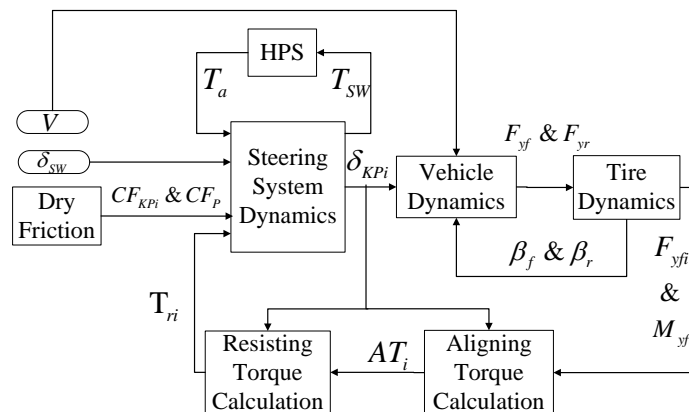 HPS
T_a
T_SW
V
δ_SW
Dry
Friction
CF_KPi & CF_P
Steering
System
Dynamics
δ_KPi
Vehicle
Dynamics
F_yf & F_yr
Tire
Dynamics
β_f & β_r
F_yfi
&
M_yfi
T_ri
Resisting
Torque
Calculation
AT_i
Aligning
Torque
Calculation